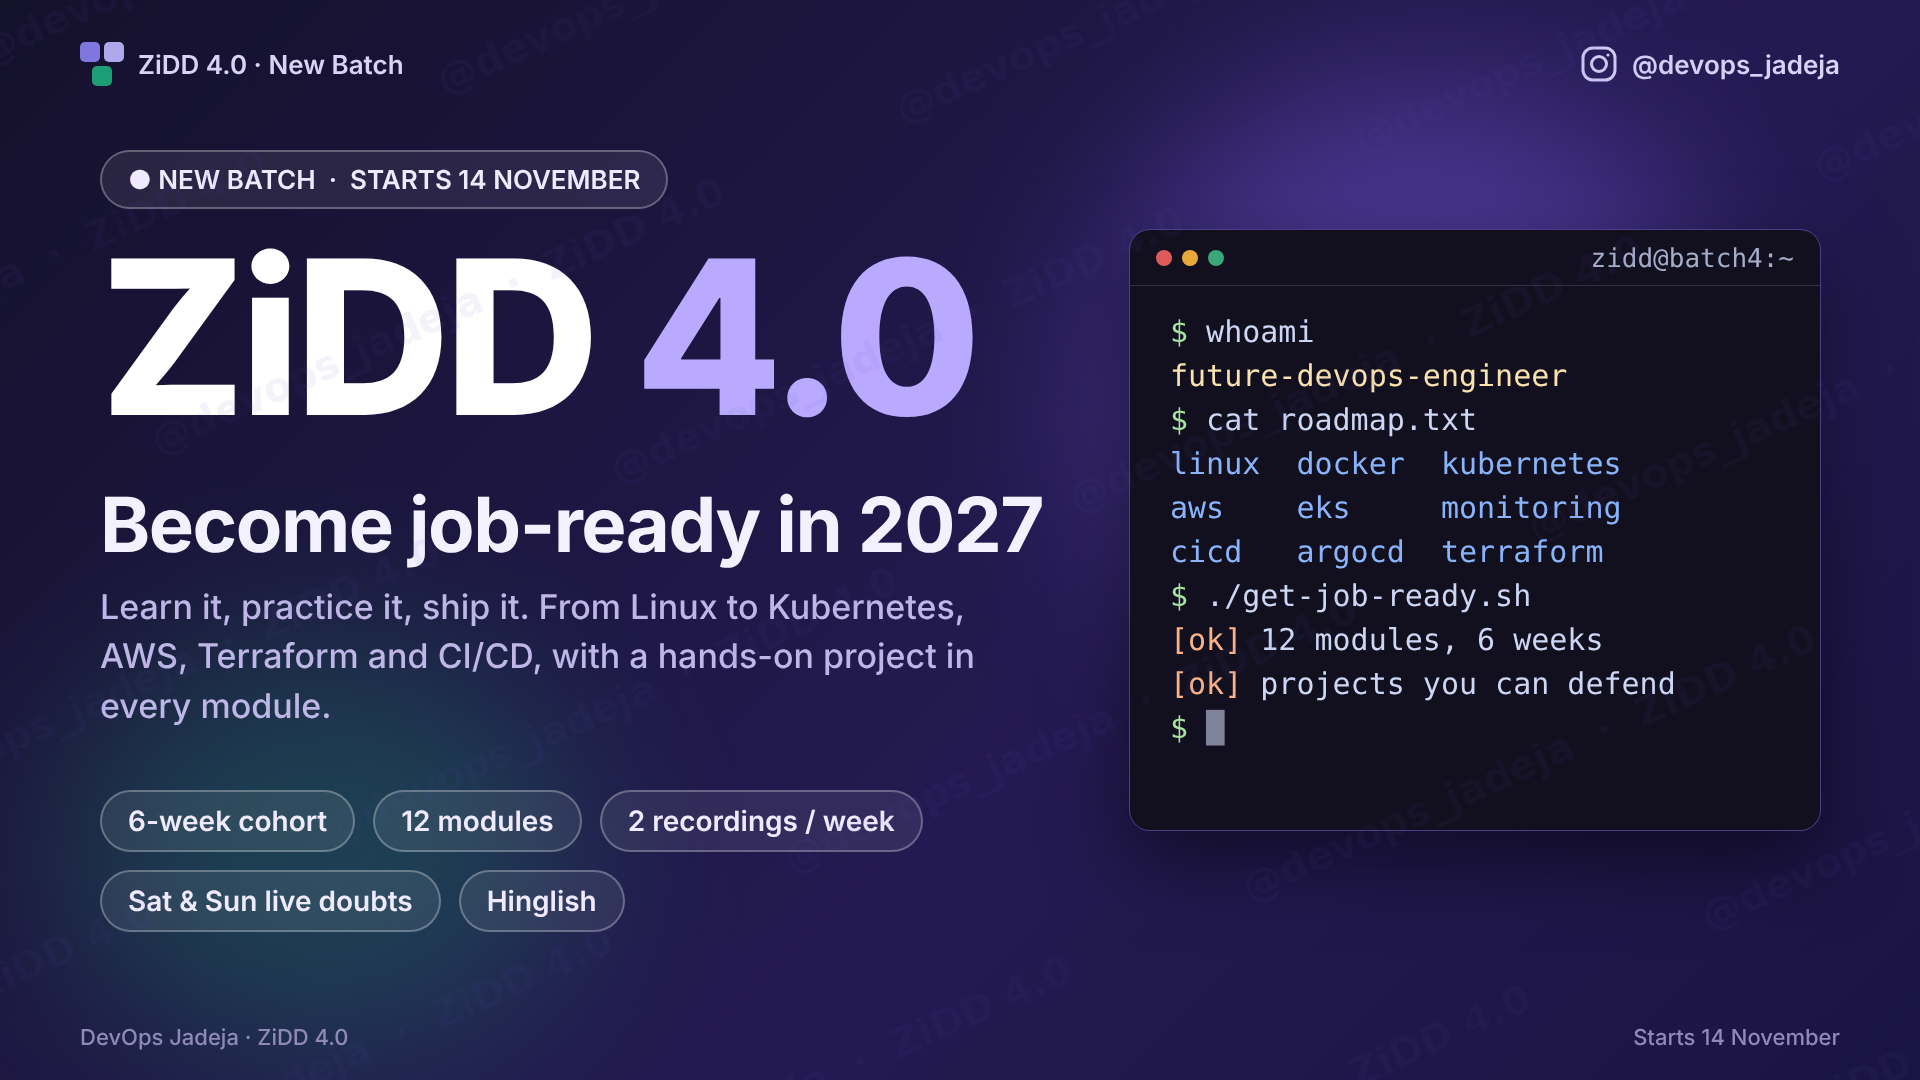 ZiDD 4.0 · New Batch
@devops_jadeja
NEW BATCH · STARTS 14 NOVEMBER
ZiDD 4.0
Become job-ready in 2027
Learn it, practice it, ship it. From Linux to Kubernetes,
AWS, Terraform and CI/CD, with a hands-on project in
every module.
6-week cohort
12 modules
2 recordings / week
Sat & Sun live doubts
Hinglish
zidd@batch4:~
$ whoami
future-devops-engineer
$ cat roadmap.txt
linux docker kubernetes
aws eks monitoring
cicd argocd terraform
$ ./get-job-ready.sh
[ok] 12 modules, 6 weeks
[ok] projects you can defend
$
DevOps Jadeja · ZiDD 4.0
Starts 14 November
@devops_jadeja · ZiDD 4.0